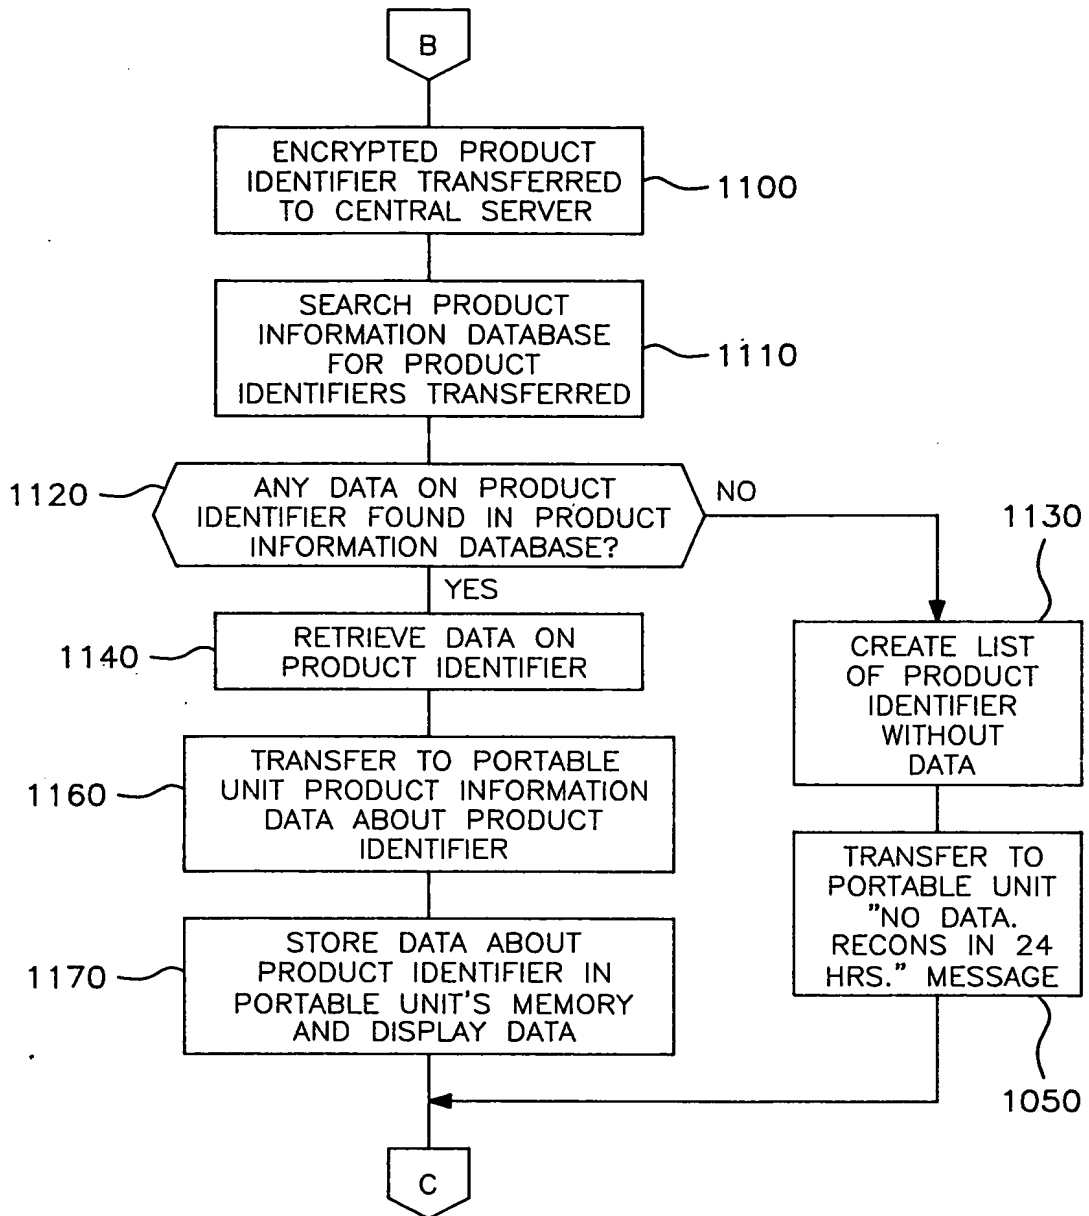 B
ENCRYPTED PRODUCT
IDENTIFIER TRANSFERRED
TO CENTRAL SERVER
1100
SEARCH PRODUCT
INFORMATION DATABASE
FOR PRODUCT
IDENTIFIERS TRANSFERRED
1110
1120
ANY DATA ON PRODUCT
IDENTIFIER FOUND IN PRODUCT
INFORMATION DATABASE?
NO
YES
1130
CREATE LIST
OF PRODUCT
IDENTIFIER
WITHOUT
DATA
1140
RETRIEVE DATA ON
PRODUCT IDENTIFIER
1160
TRANSFER TO PORTABLE
UNIT PRODUCT INFORMATION
DATA ABOUT PRODUCT
IDENTIFIER
TRANSFER TO
PORTABLE UNIT
"NO DATA.
RECONS IN 24
HRS." MESSAGE
1050
1170
STORE DATA ABOUT
PRODUCT IDENTIFIER IN
PORTABLE UNIT'S MEMORY
AND DISPLAY DATA
C